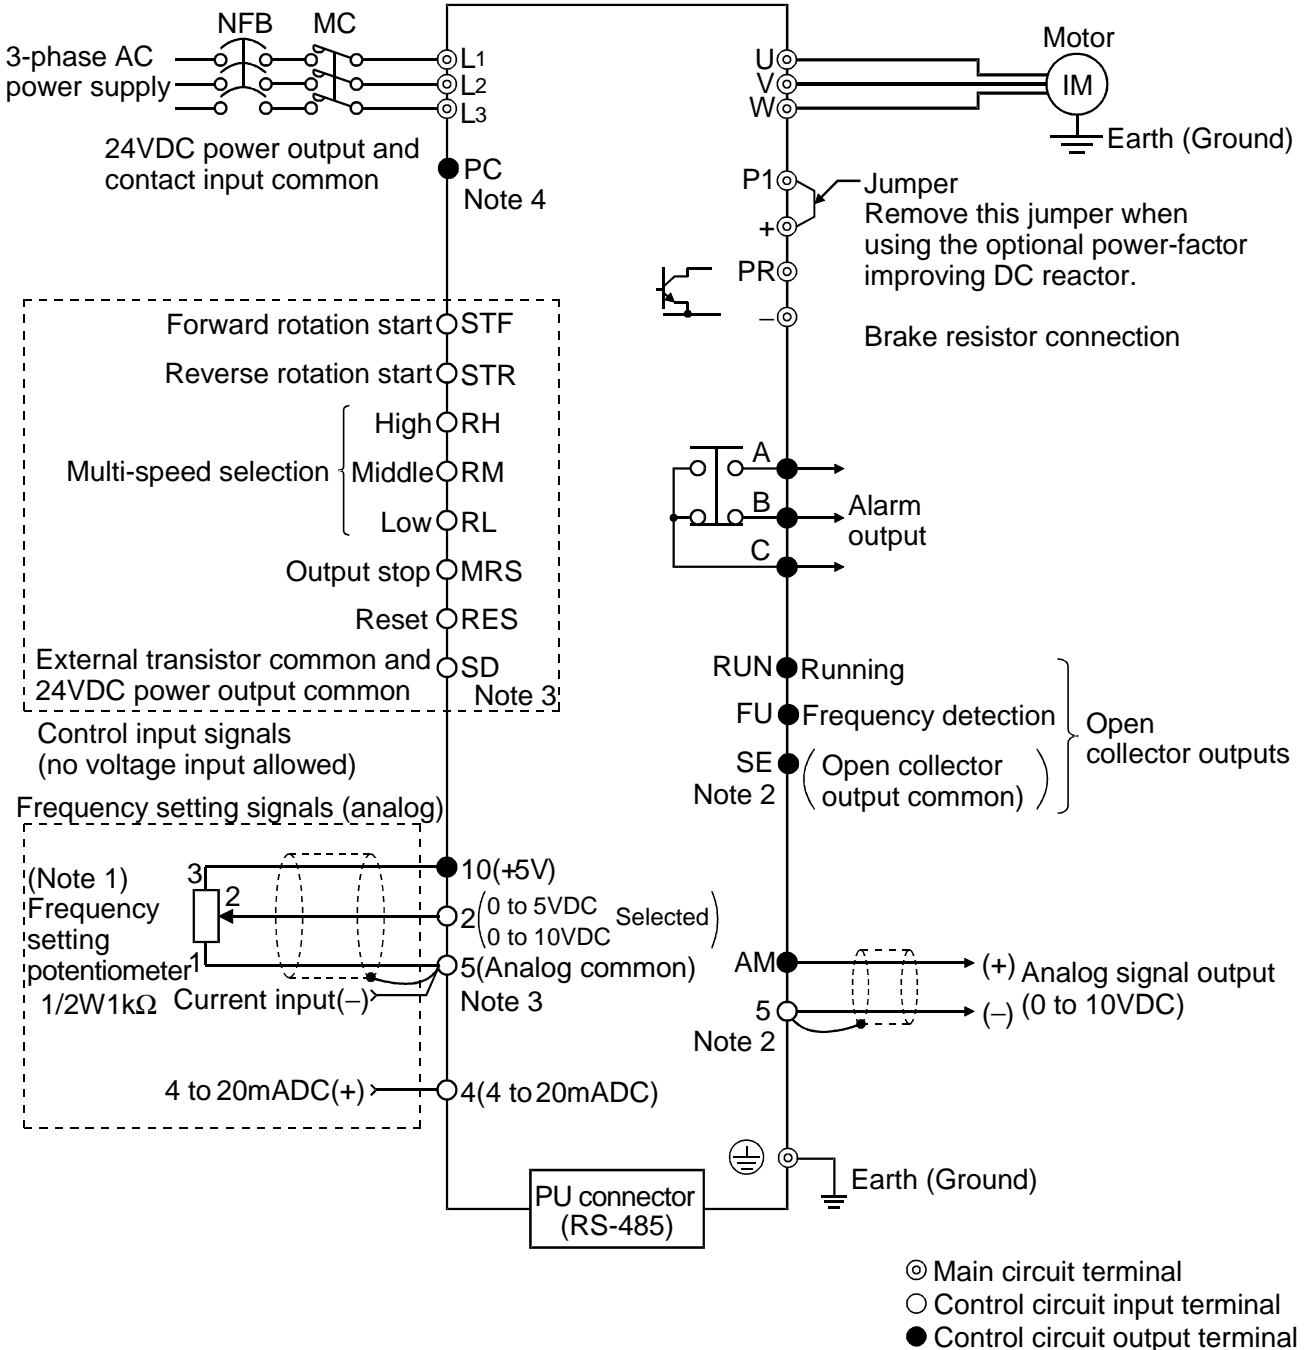 NFB MC
3-phase AC
power supply
L1
L2
L3
24VDC power output and
contact input common
PC
Note 4
Forward rotation start STF
Reverse rotation start STR
Multi-speed selection
High RH
Middle RM
Low RL
Output stop MRS
Reset RES
External transistor common and
24VDC power output common
SD
Note 3
Control input signals
(no voltage input allowed)
Frequency setting signals (analog)
(Note 1)
Frequency
setting
potentiometer
1/2W1kΩ
3
2
1
10(+5V)
2
0 to 5VDC
0 to 10VDC
Selected
5(Analog common)
Note 3
Current input(–)
4 to 20mADC(+)
4(4 to 20mADC)
PU connector
(RS-485)
U
V
W
Motor
IM
Earth (Ground)
P1
+
PR
–
Jumper
Remove this jumper when
using the optional power-factor
improving DC reactor.
Brake resistor connection
A
B
C
Alarm
output
RUN Running
FU Frequency detection
SE
Note 2
(Open collector
output common)
Open
collector outputs
AM
5
Note 2
(+)
(–)
Analog signal output
(0 to 10VDC)
Earth (Ground)
Main circuit terminal
Control circuit input terminal
Control circuit output terminal